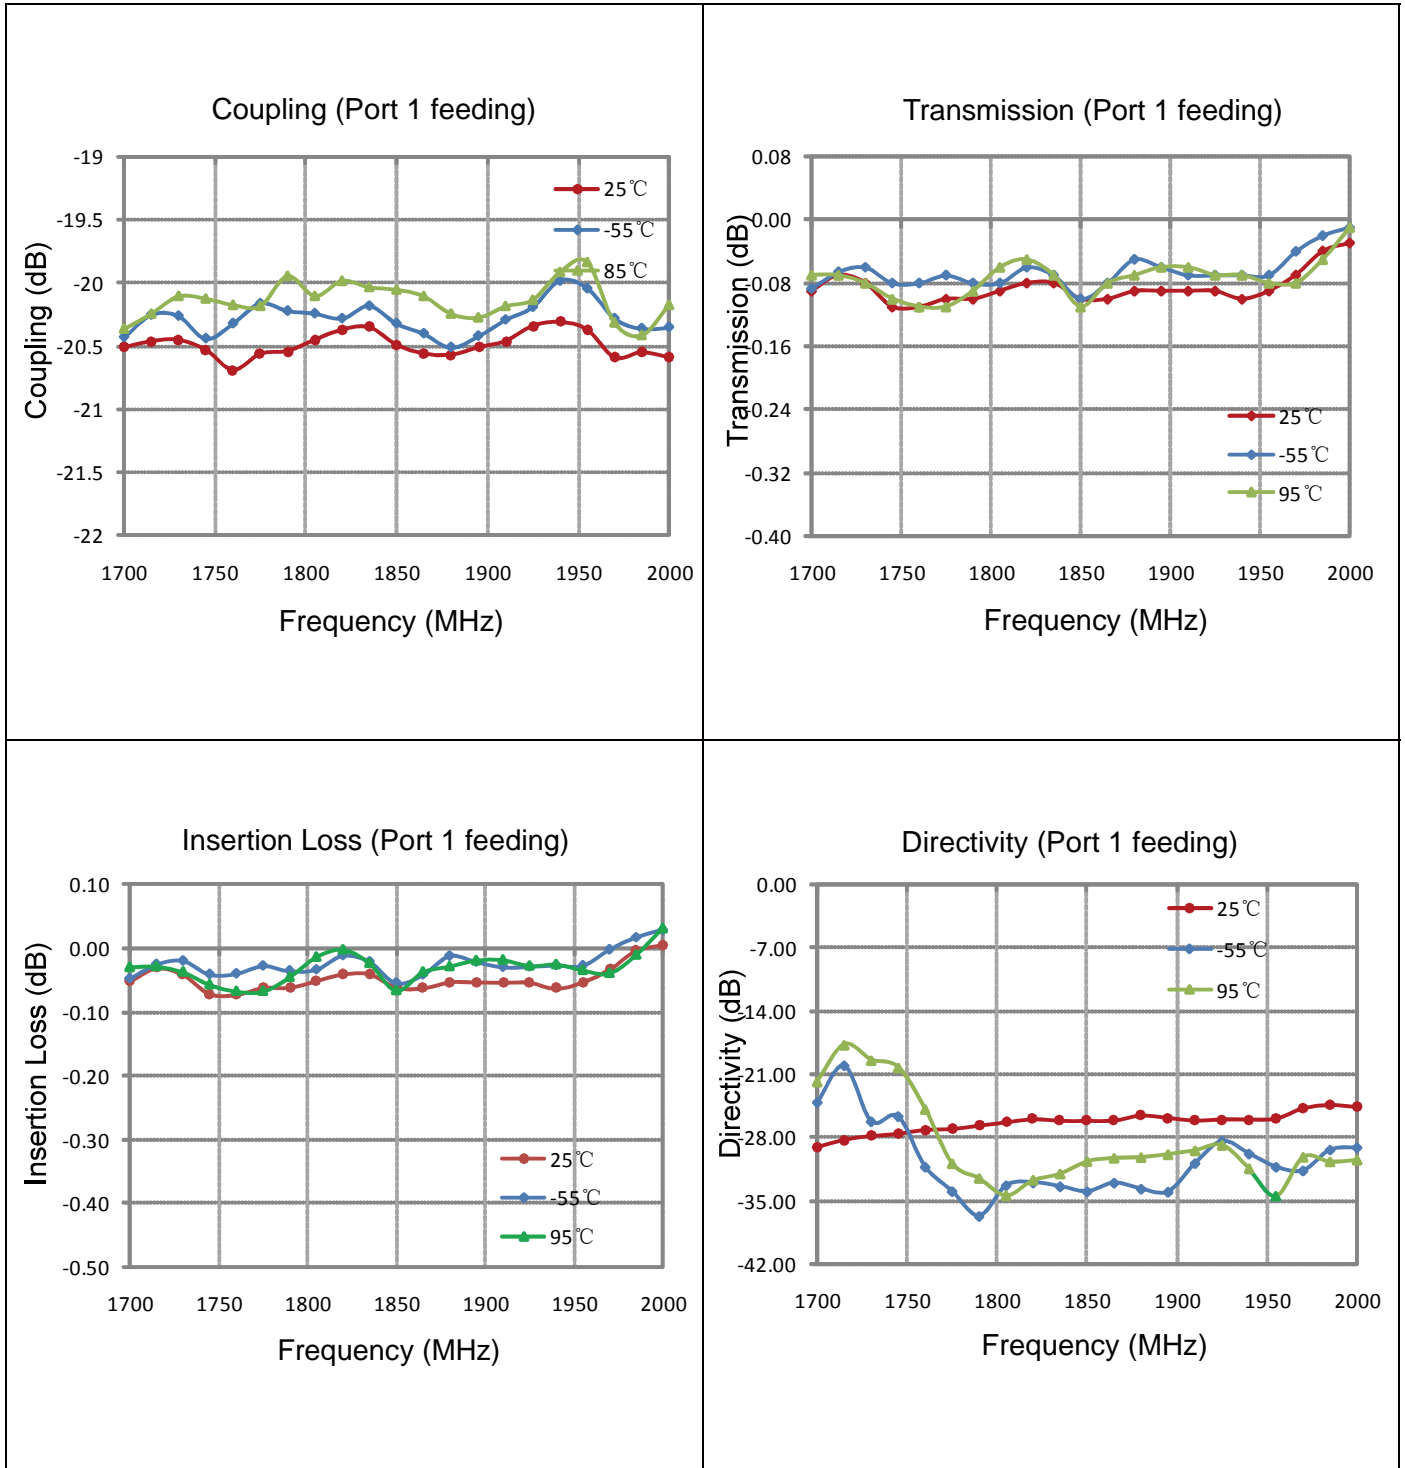 Coupling (Port 1 feeding)
-19
-19.5
-20
-20.5
-21
-21.5
-22
Coupling (dB)
25℃
-55℃
85℃
1700 1750 1800 1850 1900 1950 2000
Frequency (MHz)
Transmission (Port 1 feeding)
0.08
0.00
-0.08
-0.16
-0.24
-0.32
-0.40
Transmission (dB)
25℃
-55℃
95℃
1700 1750 1800 1850 1900 1950 2000
Frequency (MHz)
Insertion Loss (Port 1 feeding)
0.10
0.00
-0.10
-0.20
-0.30
-0.40
-0.50
Insertion Loss (dB)
25℃
-55℃
95℃
1700 1750 1800 1850 1900 1950 2000
Frequency (MHz)
Directivity (Port 1 feeding)
0.00
-7.00
-14.00
-21.00
-28.00
-35.00
-42.00
Directivity (dB)
25℃
-55℃
95℃
1700 1750 1800 1850 1900 1950 2000
Frequency (MHz)